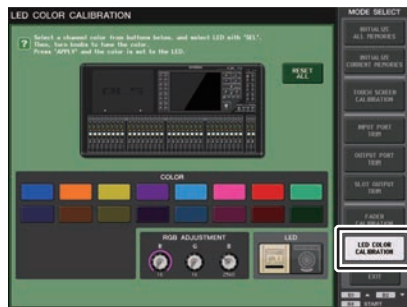 LED COLOR CALIBRATION
Select a channel color from buttons below, and select LED with "SEL".
Then, turn knobs to tune the color.
Press "APPLY" and the color is set to the LED.
RESET
ALL
COLOR
RGB ADJUSTMENT
R
G
B
LED
MODE SELECT
INITIALIZE
ALL MEMORIES
INITIALIZE
CURRENT MEMORIES
TOUCH SCREEN
CALIBRATION
INPUT PORT
TRIM
OUTPUT PORT
TRIM
SLOT OUTPUT
TRIM
FADER
CALIBRATION
LED COLOR
CALIBRATION
EXIT
START